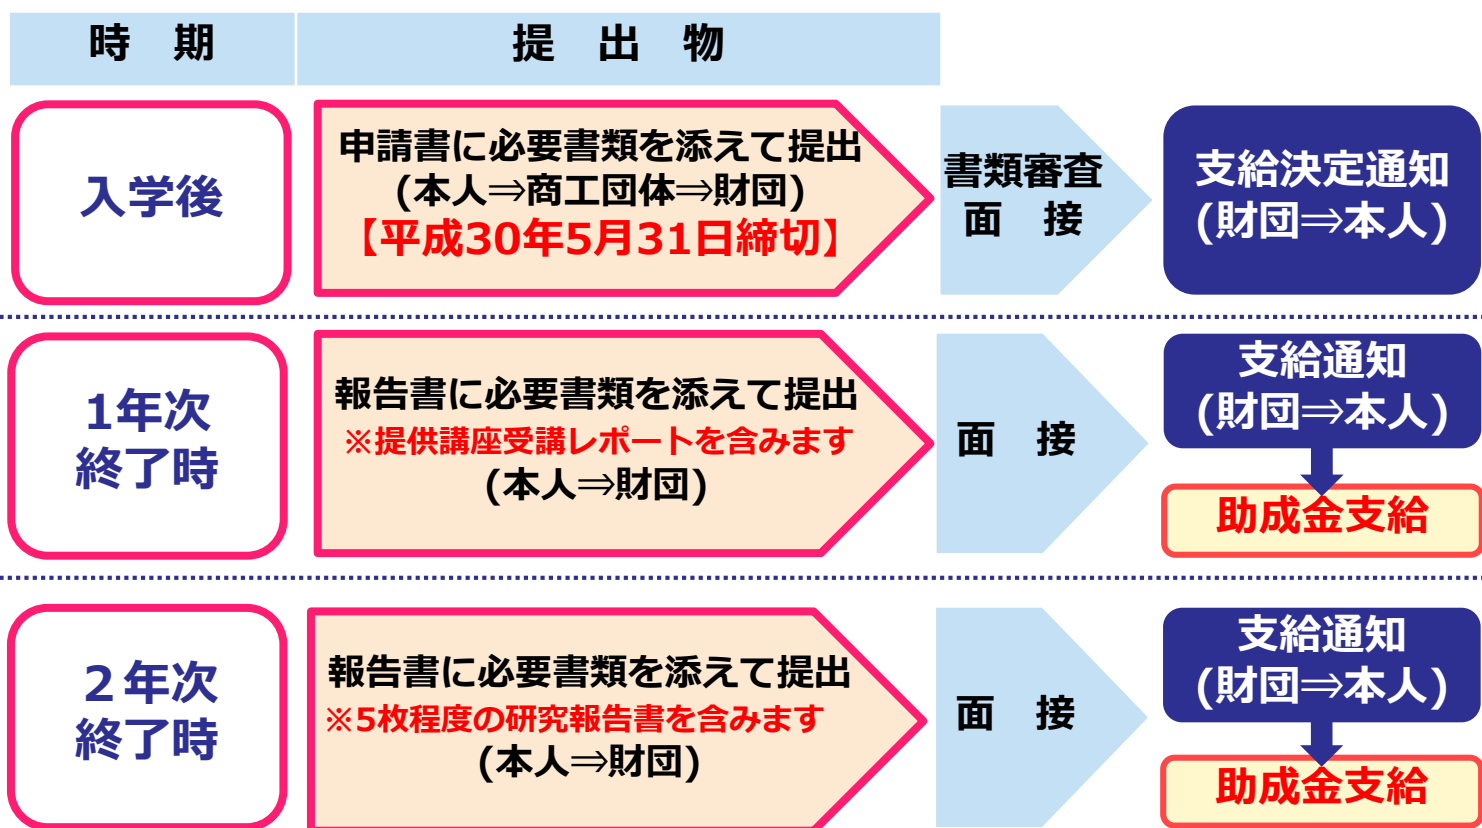 時　期
提　出　物
入学後
申請書に必要書類を添えて提出
(本人⇒商工団体⇒財団)
【平成30年5月31日締切】
書類審査
面　接
支給決定通知
(財団⇒本人)
1年次
終了時
報告書に必要書類を添えて提出
※提供講座受講レポートを含みます
(本人⇒財団)
面　接
支給通知
(財団⇒本人)
助成金支給
２年次
終了時
報告書に必要書類を添えて提出
※5枚程度の研究報告書を含みます
(本人⇒財団)
面　接
支給通知
(財団⇒本人)
助成金支給